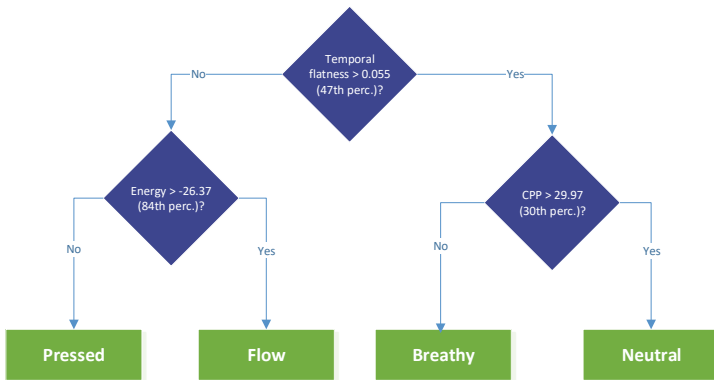 Temporal
flatness > 0.055
(47th perc.)?
No
Yes
Energy > -26.37
(84th perc.)?
CPP > 29.97
(30th perc.)?
No
Yes
No
Yes
Pressed
Flow
Breathy
Neutral